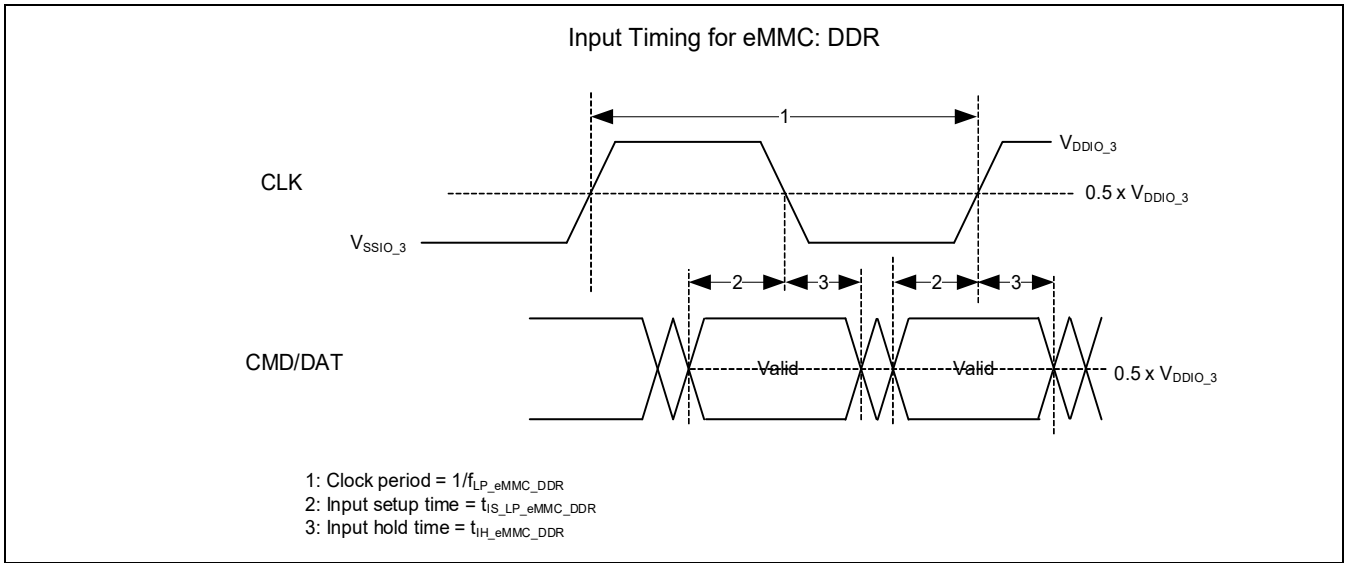 Input Timing for eMMC: DDR
1
V_DDIO_3
CLK
0.5 x V_DDIO_3
V_SSIO_3
2 3 2 3
CMD/DAT
Valid Valid
0.5 x V_DDIO_3
1: Clock period = 1/f_LP_eMMC_DDR
2: Input setup time = t_IS_LP_eMMC_DDR
3: Input hold time = t_IH_eMMC_DDR